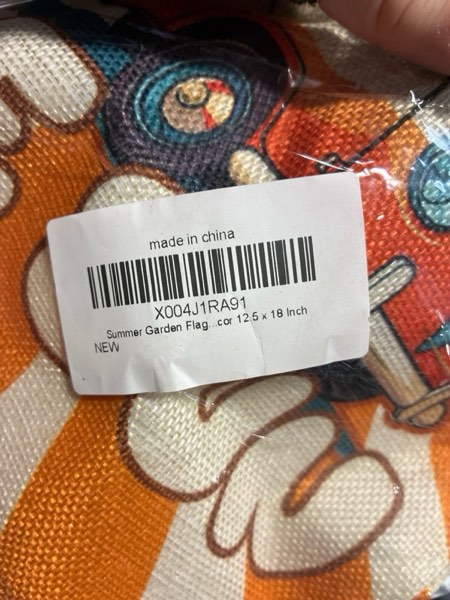 made in china
X004J1RA91
Summer Garden Flag...cor 12.5 x 18 Inch
NEW